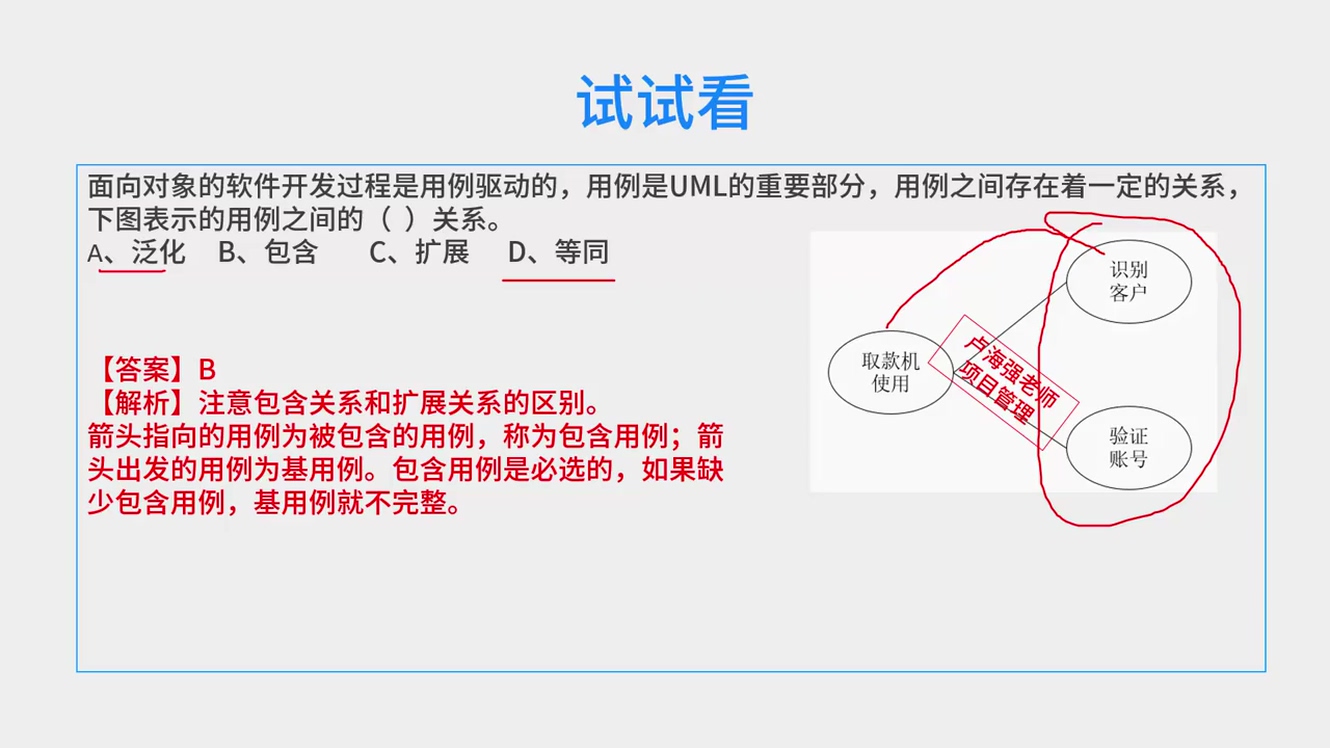 试试看
面向对象的软件开发过程是用例驱动的，用例是UML的重要部分，用例之间存在着一定的关系，
下图表示的用例之间的（ ）关系。
A、泛化 B、包含 C、扩展 D、等同
【答案】B
【解析】注意包含关系和扩展关系的区别。
箭头指向的用例为被包含的用例，称为包含用例；箭
头出发的用例为基用例。包含用例是必选的，如果缺
少包含用例，基用例就不完整。
取款机
使用
识别
客户
验证
账号
卢海强老师
项目管理